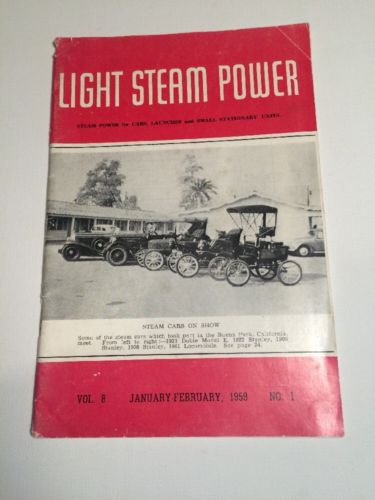 LIGHT STEAM POWER
STEAM POWER for CARS, LAUNCHES and SMALL STATIONARY UNITS.
STEAM CARS ON SHOW
Some of the steam cars which took part in the Buena Park, California,
meet. From left to right:—1923 Doble Model E, 1922 Stanley, 1909
Stanley, 1908 Stanley, 1901 Locomobile. See page 24.
VOL. 8 JANUARY-FEBRUARY, 1959 NO. 1